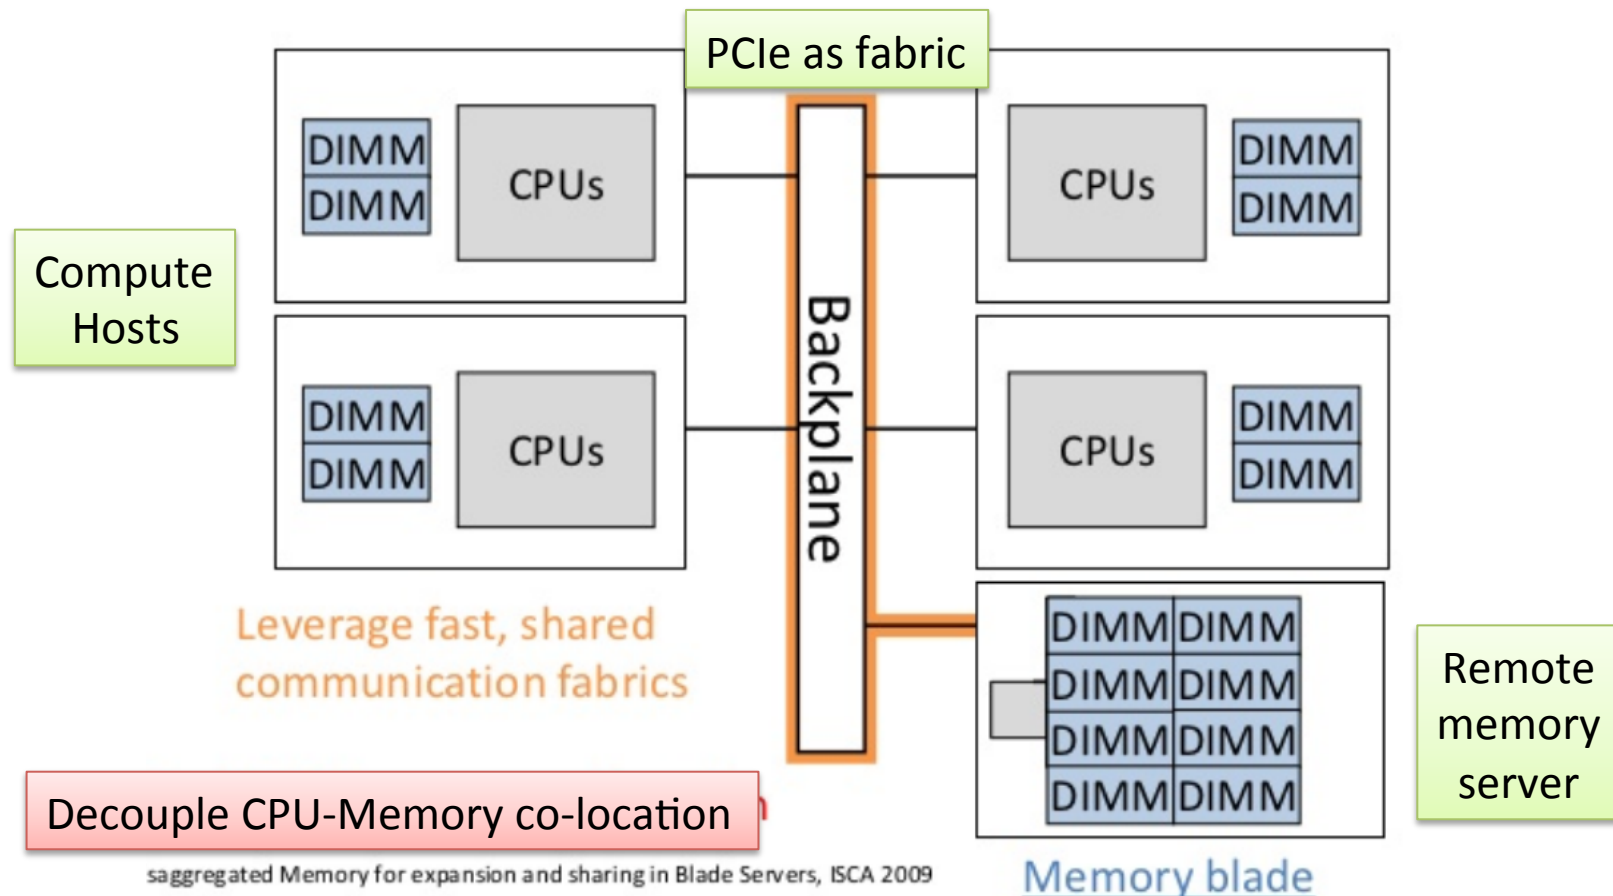 PCIe as fabric
DIMM
DIMM
CPUs
CPUs
DIMM
DIMM
Compute
Hosts
Backplane
DIMM
DIMM
CPUs
CPUs
DIMM
DIMM
Leverage fast, shared
communication fabrics
DIMM DIMM
DIMM DIMM
DIMM DIMM
DIMM DIMM
Remote
memory
server
Decouple CPU-Memory co-location
saggregated Memory for expansion and sharing in Blade Servers, ISCA 2009
Memory blade